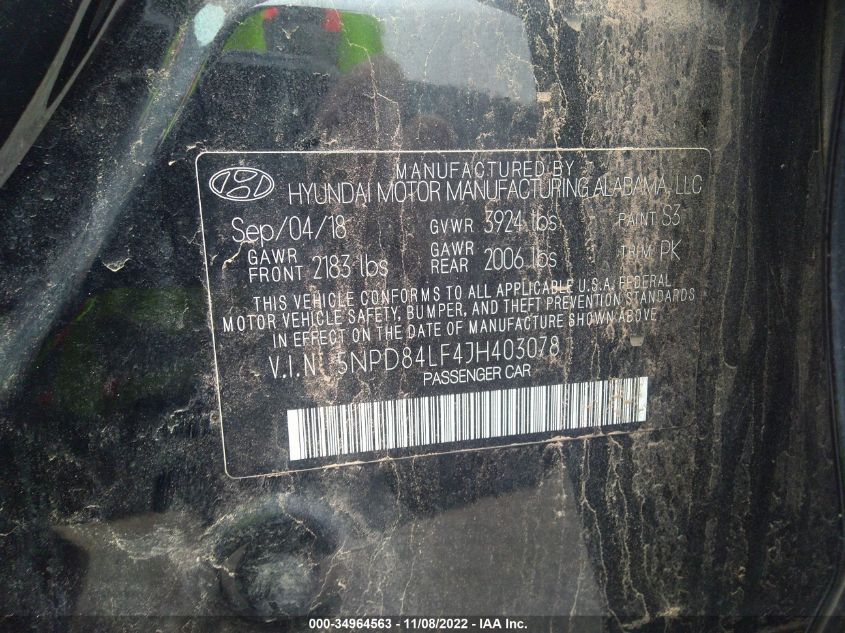 MANUFACTURED BY
HYUNDAI MOTOR MANUFACTURING ALABAMA, LLC
Sep/04/18 GVWR 3924 lbs PAINT S3
GAWR FRONT 2183 lbs GAWR REAR 2006 lbs TRIM PK
THIS VEHICLE CONFORMS TO ALL APPLICABLE U.S.A. FEDERAL
MOTOR VEHICLE SAFETY, BUMPER, AND THEFT PREVENTION STANDARDS
IN EFFECT ON THE DATE OF MANUFACTURE SHOWN ABOVE.
V.I.N: 5NPD84LF4JH403078
PASSENGER CAR
000-34964563 — 11/08/2022 — IAA Inc.